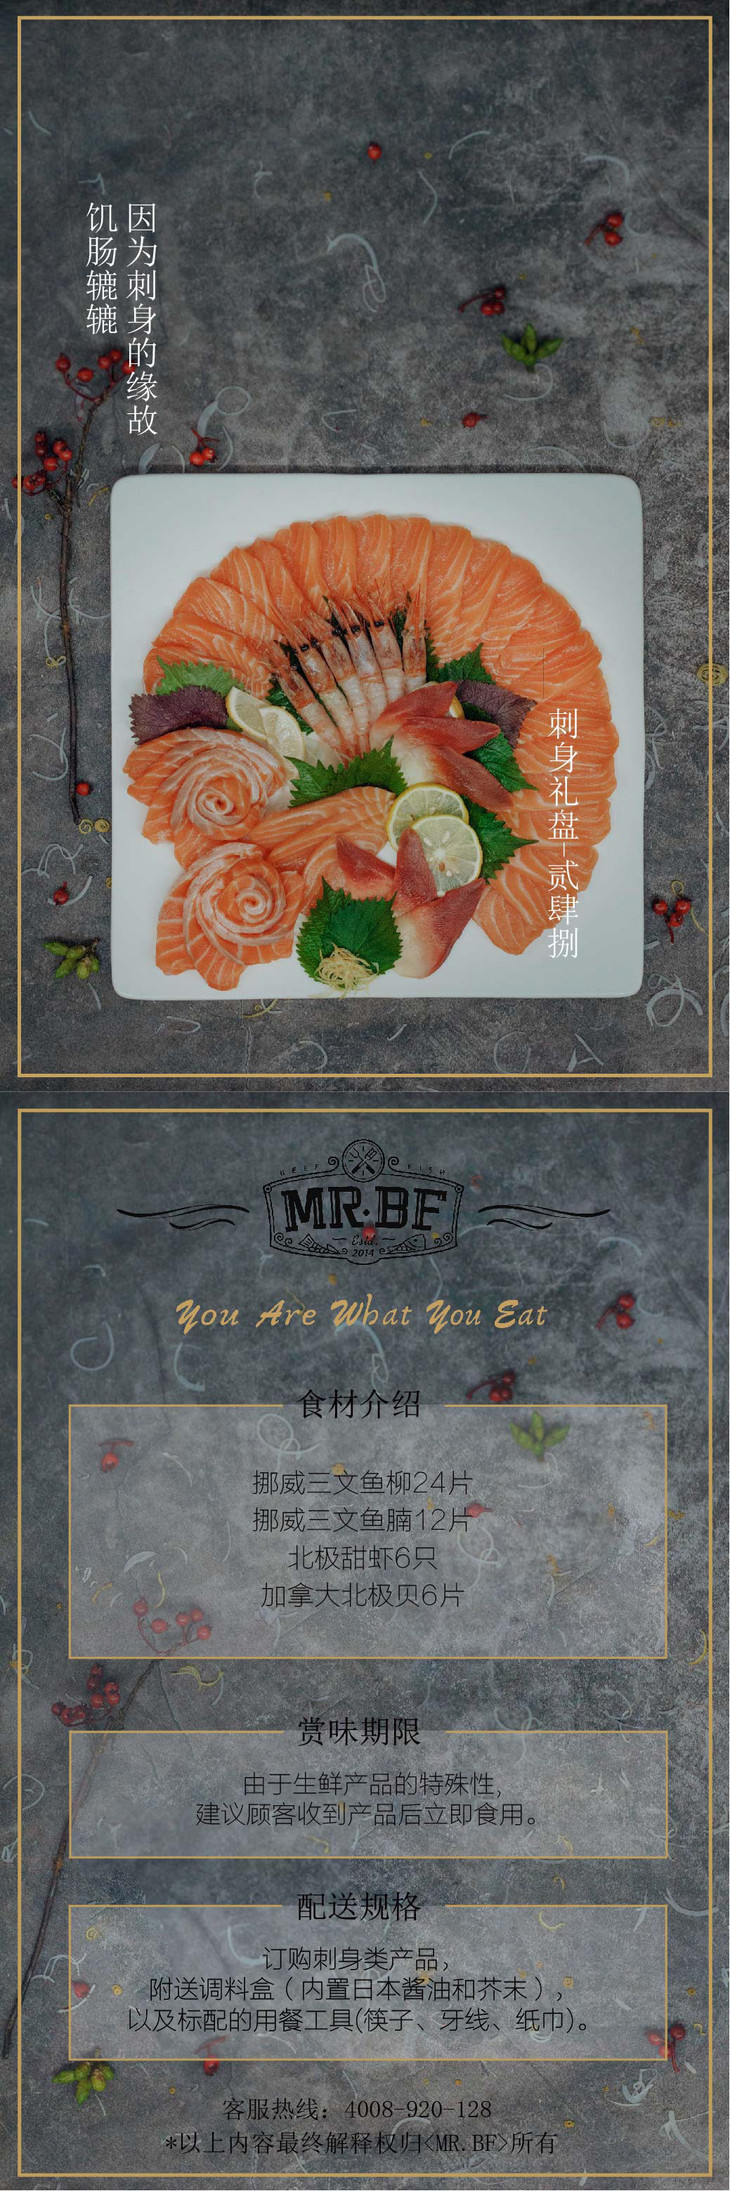 因为刺身的缘故
饥肠辘辘
刺身礼盘-贰肆捌
BEEF FISH
MR·BF
Estd.
2014
You Are What You Eat
食材介绍
挪威三文鱼柳24片
挪威三文鱼腩12片
北极甜虾6只
加拿大北极贝6片
赏味期限
由于生鲜产品的特殊性,
建议顾客收到产品后立即食用。
配送规格
订购刺身类产品,
附送调料盒(内置日本酱油和芥末),
以及标配的用餐工具(筷子、牙线、纸巾)。
客服热线: 4008-920-128
*以上内容最终解释权归<MR.BF>所有